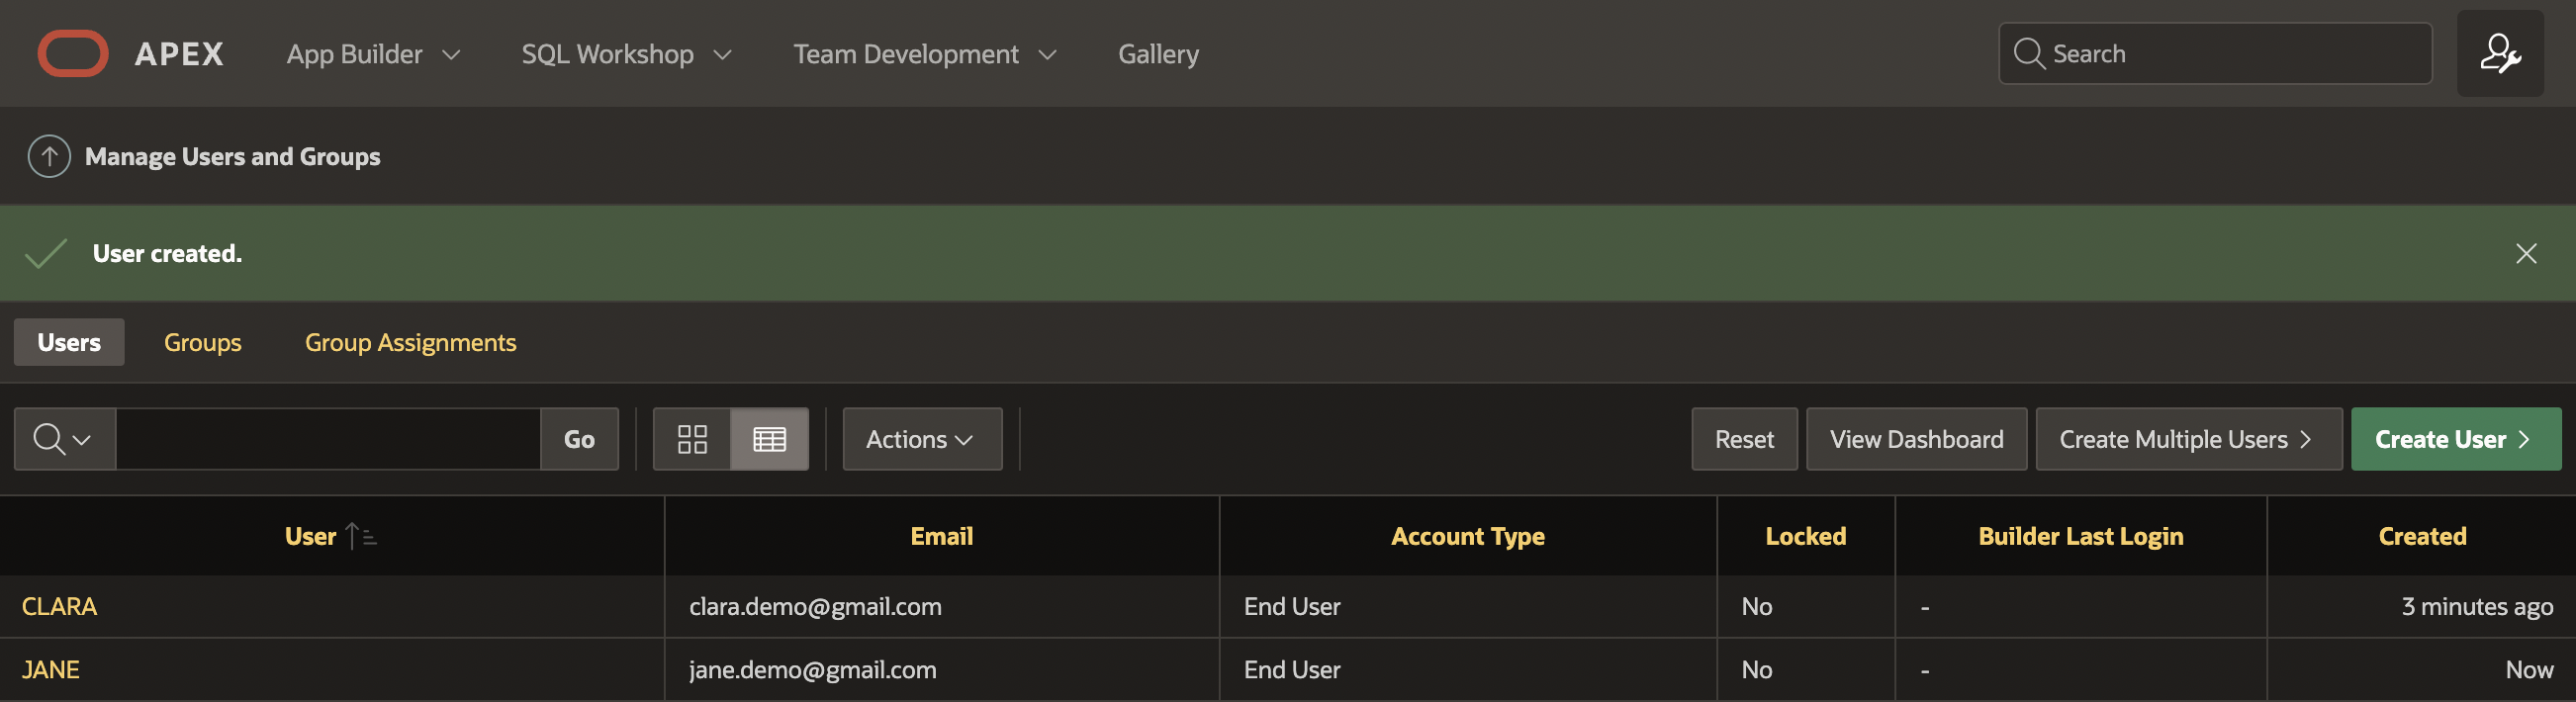 APEX App Builder SQL Workshop Team Development Gallery Search
Manage Users and Groups
User created.
Users Groups Group Assignments
Go Actions Reset View Dashboard Create Multiple Users Create User
User Email Account Type Locked Builder Last Login Created
CLARA clara.demo@gmail.com End User No - 3 minutes ago
JANE jane.demo@gmail.com End User No - Now